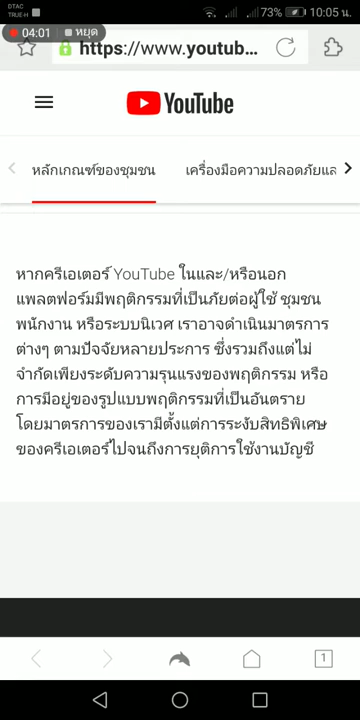 DTAC
TRUE-H
73%
10:05 น.
04:01
หยุด
https://www.youtub...
YouTube
หลักเกณฑ์ของชุมชน
เครื่องมือความปลอดภัยแล
หากครีเอเตอร์ YouTube ในและ/หรือนอก
แพลตฟอร์มมีพฤติกรรมที่เป็นภัยต่อผู้ใช้ ชุมชน
พนักงาน หรือระบบนิเวศ เราอาจดำเนินมาตรการ
ต่างๆ ตามปัจจัยหลายประการ ซึ่งรวมถึงแต่ไม่
จำกัดเพียงระดับความรุนแรงของพฤติกรรม หรือ
การมีอยู่ของรูปแบบพฤติกรรมที่เป็นอันตราย
โดยมาตรการของเรามีตั้งแต่การระงับสิทธิพิเศษ
ของครีเอเตอร์ไปจนถึงการยุติการใช้งานบัญชี
1